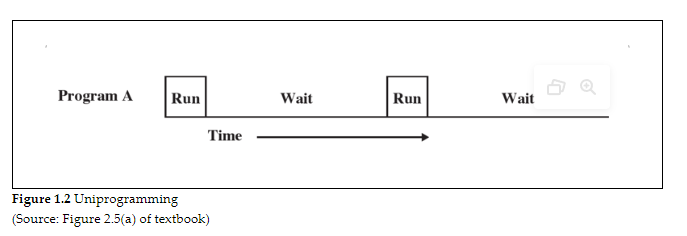 Program A Run Wait Run Wait
Time
Figure 1.2 Uniprogramming
(Source: Figure 2.5(a) of textbook)